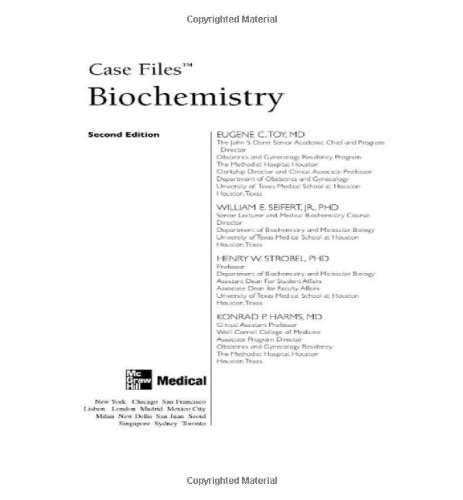 Copyrighted Material
Case Files™
Biochemistry
Second Edition
EUGENE C. TOY, MD
The John S. Dunn Senior Academic Chief and Program
Director
Obstetrics and Gynecology Residency Program
The Methodist Hospital, Houston
Clerkship Director and Clinical Associate Professor
Department of Obstetrics and Gynecology
University of Texas Medical School at Houston
Houston, Texas
WILLIAM E. SEIFERT, JR., PHD
Senior Lecturer and Medical Biochemistry Course
Director
Department of Biochemistry and Molecular Biology
University of Texas Medical School at Houston
Houston, Texas
HENRY W. STROBEL, PHD
Professor
Department of Biochemistry and Molecular Biology
Assistant Dean For Student Affairs
Associate Dean for Faculty Affairs
University of Texas Medical School at Houston
Houston, Texas
KONRAD P. HARMS, MD
Clinical Assistant Professor
Weill Cornell College of Medicine
Associate Program Director
Obstetrics and Gynecology Residency
The Methodist Hospital, Houston
Houston, Texas
Mc
Graw
Hill
Medical
New York Chicago San Francisco
Lisbon London Madrid Mexico City
Milan New Delhi San Juan Seoul
Singapore Sydney Toronto
Copyrighted Material